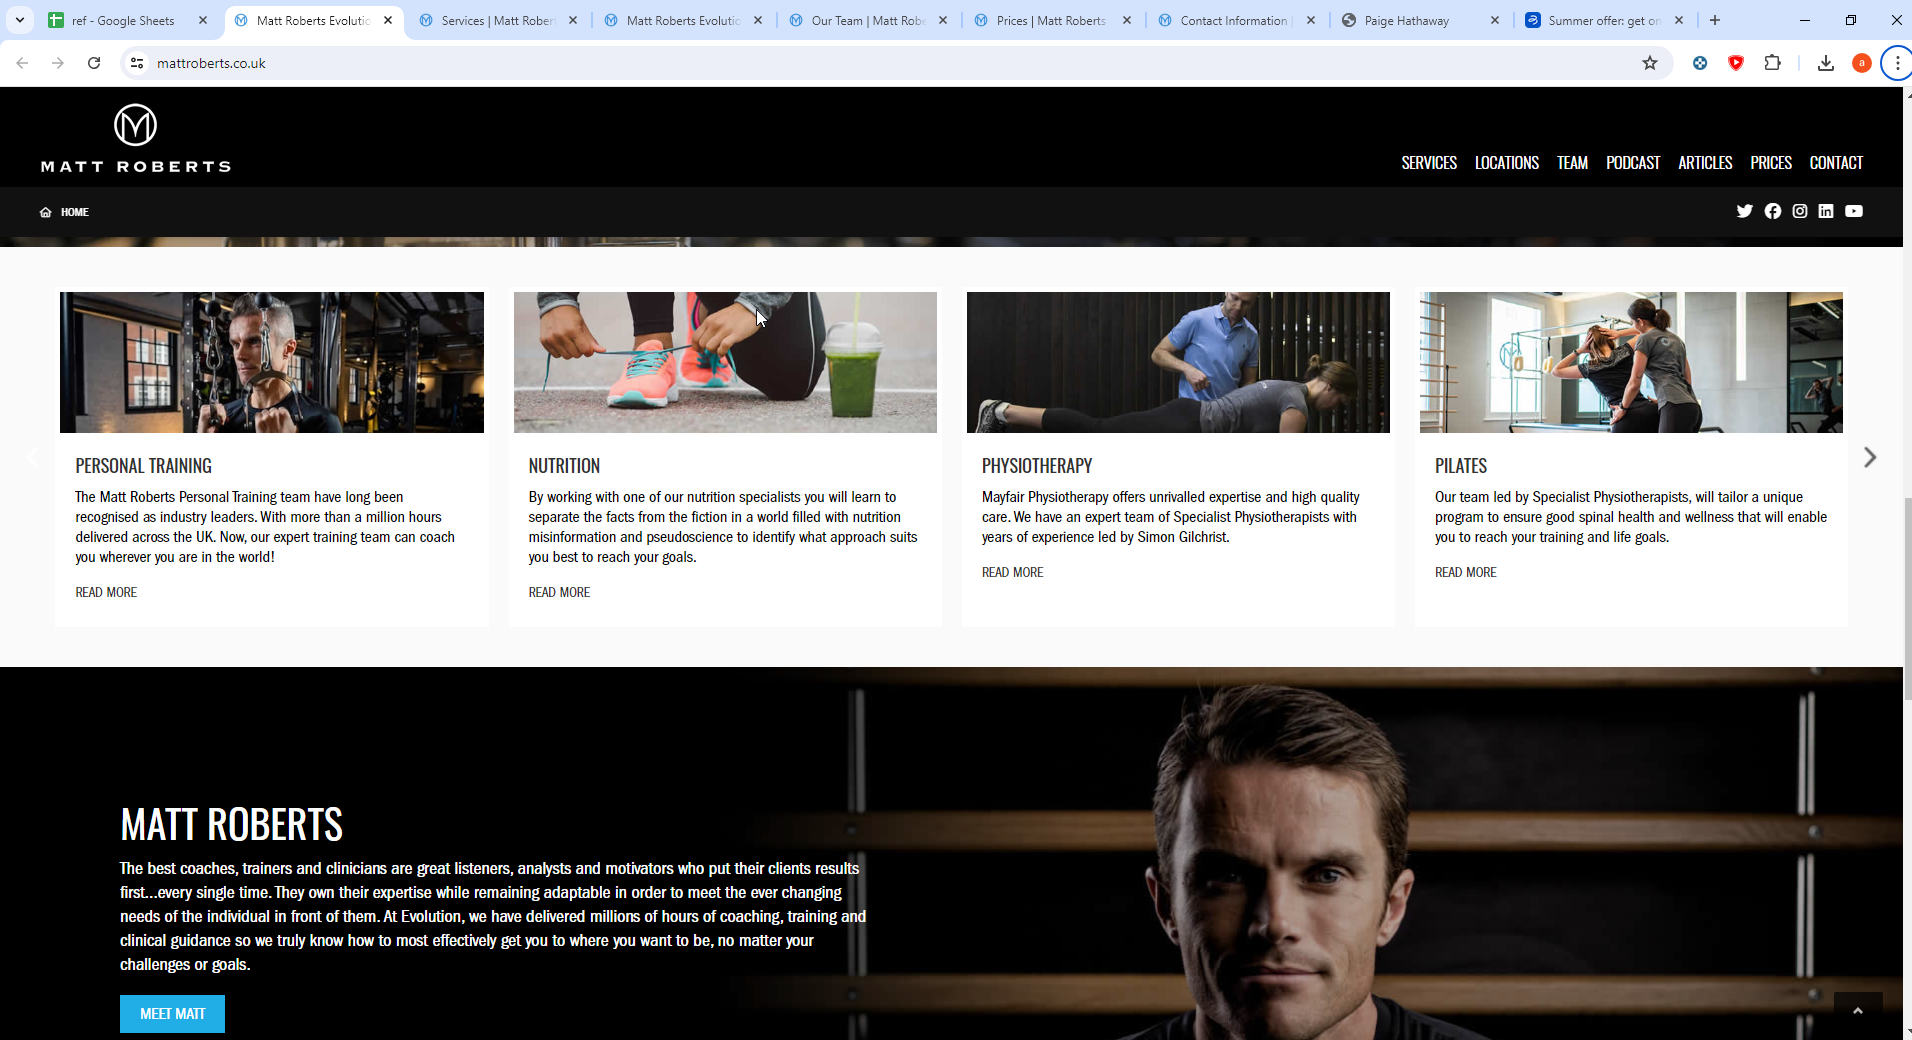 ref - Google Sheets
Matt Roberts Evolutio
Services | Matt Rober
Matt Roberts Evolutio
Our Team | Matt Robe
Prices | Matt Roberts
Contact Information |
Paige Hathaway
Summer offer: get on
mattroberts.co.uk
a
MATT ROBERTS
SERVICES LOCATIONS TEAM PODCAST ARTICLES PRICES CONTACT
HOME
PERSONAL TRAINING
The Matt Roberts Personal Training team have long been
recognised as industry leaders. With more than a million hours
delivered across the UK. Now, our expert training team can coach
you wherever you are in the world!
READ MORE
NUTRITION
By working with one of our nutrition specialists you will learn to
separate the facts from the fiction in a world filled with nutrition
misinformation and pseudoscience to identify what approach suits
you best to reach your goals.
READ MORE
PHYSIOTHERAPY
Mayfair Physiotherapy offers unrivalled expertise and high quality
care. We have an expert team of Specialist Physiotherapists with
years of experience led by Simon Gilchrist.
READ MORE
PILATES
Our team led by Specialist Physiotherapists, will tailor a unique
program to ensure good spinal health and wellness that will enable
you to reach your training and life goals.
READ MORE
MATT ROBERTS
The best coaches, trainers and clinicians are great listeners, analysts and motivators who put their clients results
first...every single time. They own their expertise while remaining adaptable in order to meet the ever changing
needs of the individual in front of them. At Evolution, we have delivered millions of hours of coaching, training and
clinical guidance so we truly know how to most effectively get you to where you want to be, no matter your
challenges or goals.
MEET MATT